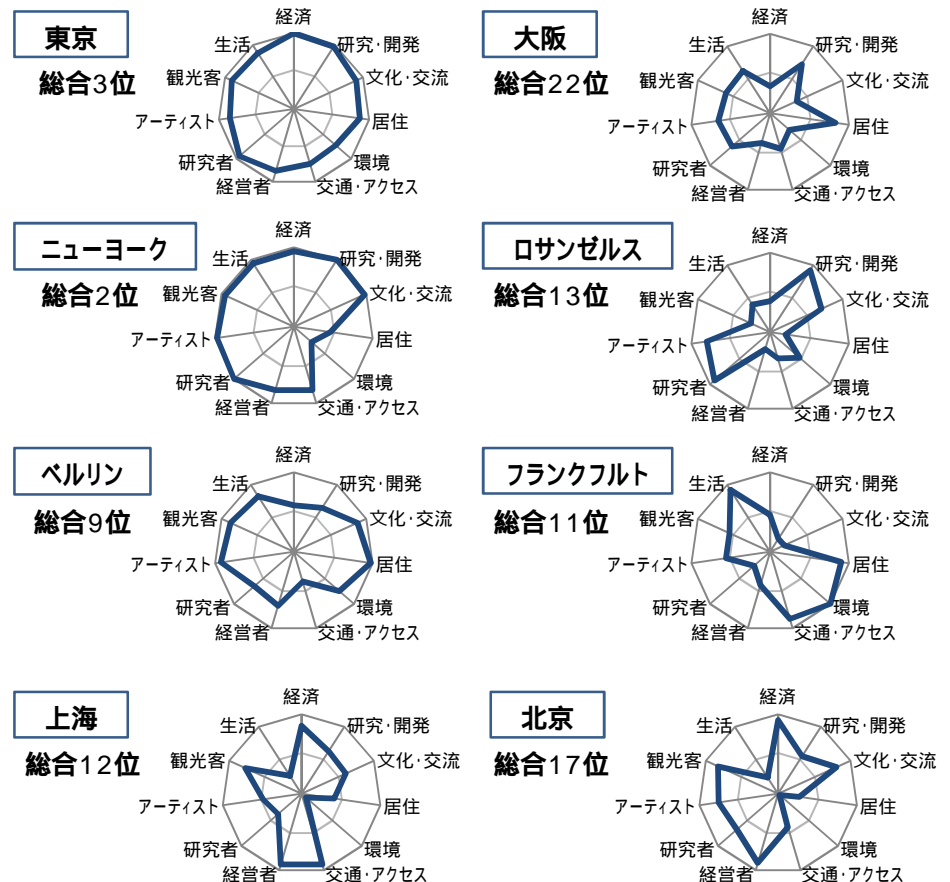 東京
総合3位
経済
研究・開発
文化・交流
居住
環境
交通・アクセス
経営者
研究者
アーティスト
観光客
生活
大阪
総合22位
経済
研究・開発
文化・交流
居住
環境
交通・アクセス
経営者
研究者
アーティスト
観光客
生活
ニューヨーク
総合2位
経済
研究・開発
文化・交流
居住
環境
交通・アクセス
経営者
研究者
アーティスト
観光客
生活
ロサンゼルス
総合13位
経済
研究・開発
文化・交流
居住
環境
交通・アクセス
経営者
研究者
アーティスト
観光客
生活
ベルリン
総合9位
経済
研究・開発
文化・交流
居住
環境
交通・アクセス
経営者
研究者
アーティスト
観光客
生活
フランクフルト
総合11位
経済
研究・開発
文化・交流
居住
環境
交通・アクセス
経営者
研究者
アーティスト
観光客
生活
上海
総合12位
経済
研究・開発
文化・交流
居住
環境
交通・アクセス
経営者
研究者
アーティスト
観光客
生活
北京
総合17位
経済
研究・開発
文化・交流
居住
環境
交通・アクセス
経営者
研究者
アーティスト
観光客
生活